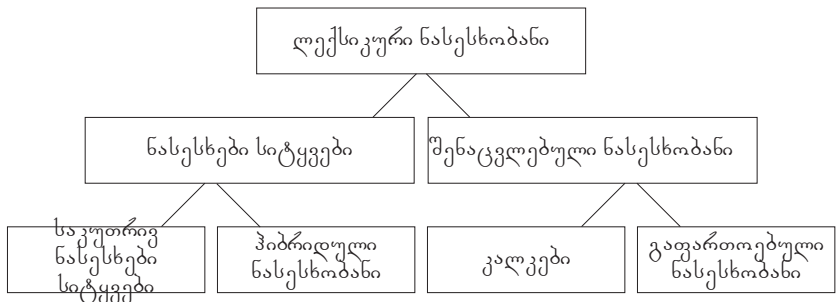 ლექსიკური ნასესხობანი
ნასესხები სიტყვები
შენაცვლებული ნასესხობანი
საკუთრივ
ნასესხები
სიტყვები
ჰიბრიდული
ნასესხობანი
კალკები
გაფართოებული
ნასესხობანი